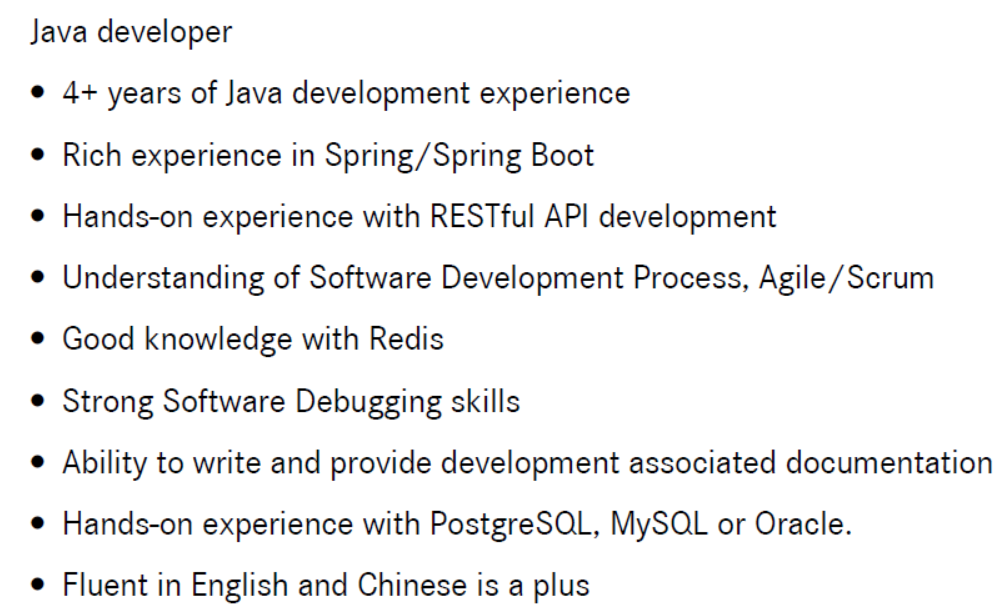 Java developer
• 4+ years of Java development experience
• Rich experience in Spring/Spring Boot
• Hands-on experience with RESTful API development
• Understanding of Software Development Process, Agile/Scrum
• Good knowledge with Redis
• Strong Software Debugging skills
• Ability to write and provide development associated documentation
• Hands-on experience with PostgreSQL, MySQL or Oracle.
• Fluent in English and Chinese is a plus